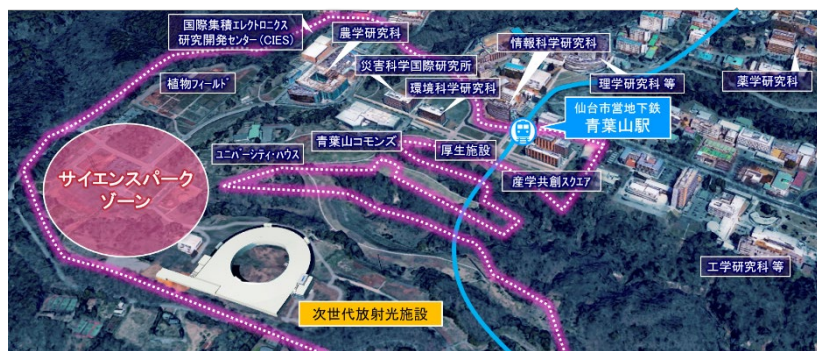 国際集積エレクトロニクス
研究開発センター(CIES)
農学研究科
情報科学研究科
災害科学国際研究所
植物フィールド
環境科学研究科
理学研究科 等
薬学研究科
仙台市営地下鉄
青葉山駅
青葉山コモンズ
厚生施設
ユニバーシティ・ハウス
サイエンスパーク
ゾーン
産学共創スクエア
工学研究科 等
次世代放射光施設